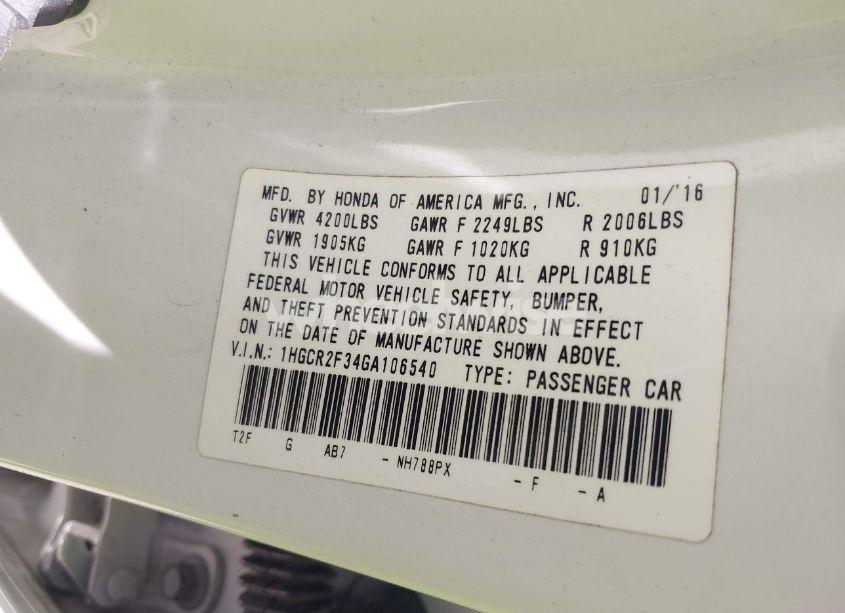 MFD. BY HONDA OF AMERICA MFG., INC. 01/'16
GVWR 4200LBS GAWR F 2249LBS R 2006LBS
GVWR 1905KG GAWR F 1020KG R 910KG
THIS VEHICLE CONFORMS TO ALL APPLICABLE
FEDERAL MOTOR VEHICLE SAFETY, BUMPER,
AND THEFT PREVENTION STANDARDS IN EFFECT
ON THE DATE OF MANUFACTURE SHOWN ABOVE.
V.I.N.: 1HGCR2F34GA106540 TYPE: PASSENGER CAR
T2F G AB7 - NH788PX - F - A